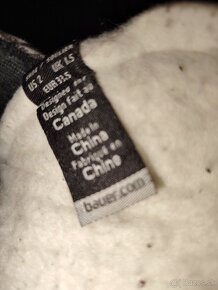 US 2 UK 1.5
EUR 33.5
Designed in
Design fait au
Canada
Made in
China
Fabriqué en
Chine
bauer.com